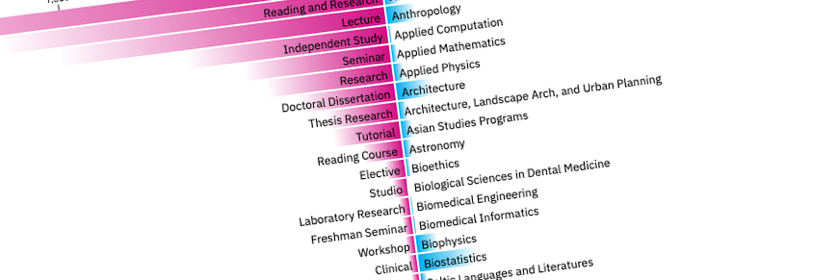 Reading and Research
Lecture
Independent Study
Seminar
Research
Doctoral Dissertation
Thesis Research
Tutorial
Reading Course
Elective
Studio
Laboratory Research
Freshman Seminar
Workshop
Clinical
Anthropology
Applied Computation
Applied Mathematics
Applied Physics
Architecture
Architecture, Landscape Arch, and Urban Planning
Asian Studies Programs
Astronomy
Bioethics
Biological Sciences in Dental Medicine
Biomedical Engineering
Biomedical Informatics
Biophysics
Biostatistics
Languages and Literatures